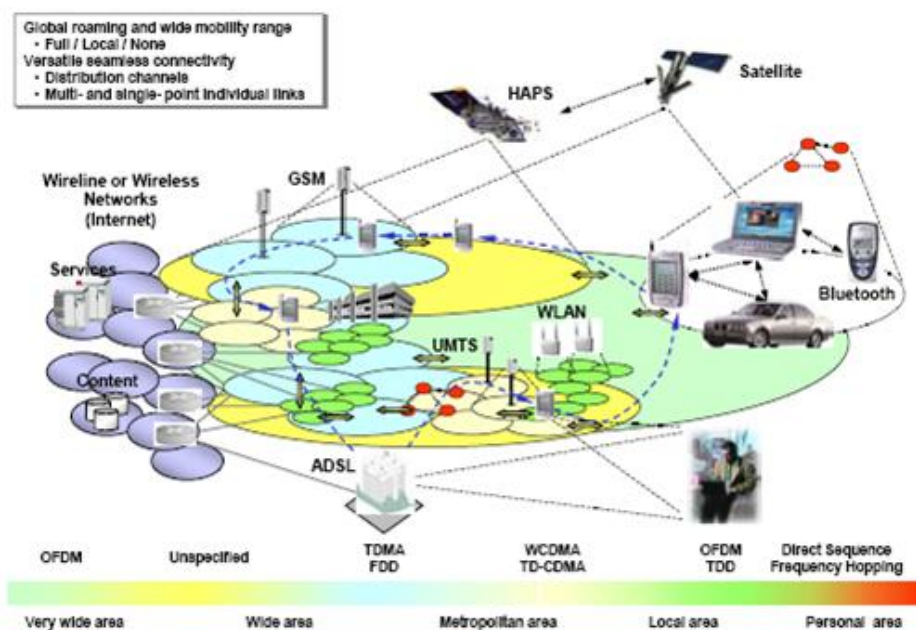 Global roaming and wide mobility range
• Full / Local / None
Versatile seamless connectivity
• Distribution channels
• Multi- and single- point individual links
Satellite
HAPS
GSM
Wireline or Wireless
Networks
(Internet)
Services
Bluetooth
WLAN
UMTS
Content
ADSL
OFDM
Unspecified
TDMA
FDD
WCDMA
TD-CDMA
OFDM
TDD
Direct Sequence
Frequency Hopping
Very wide area
Wide area
Metropolitan area
Local area
Personal area